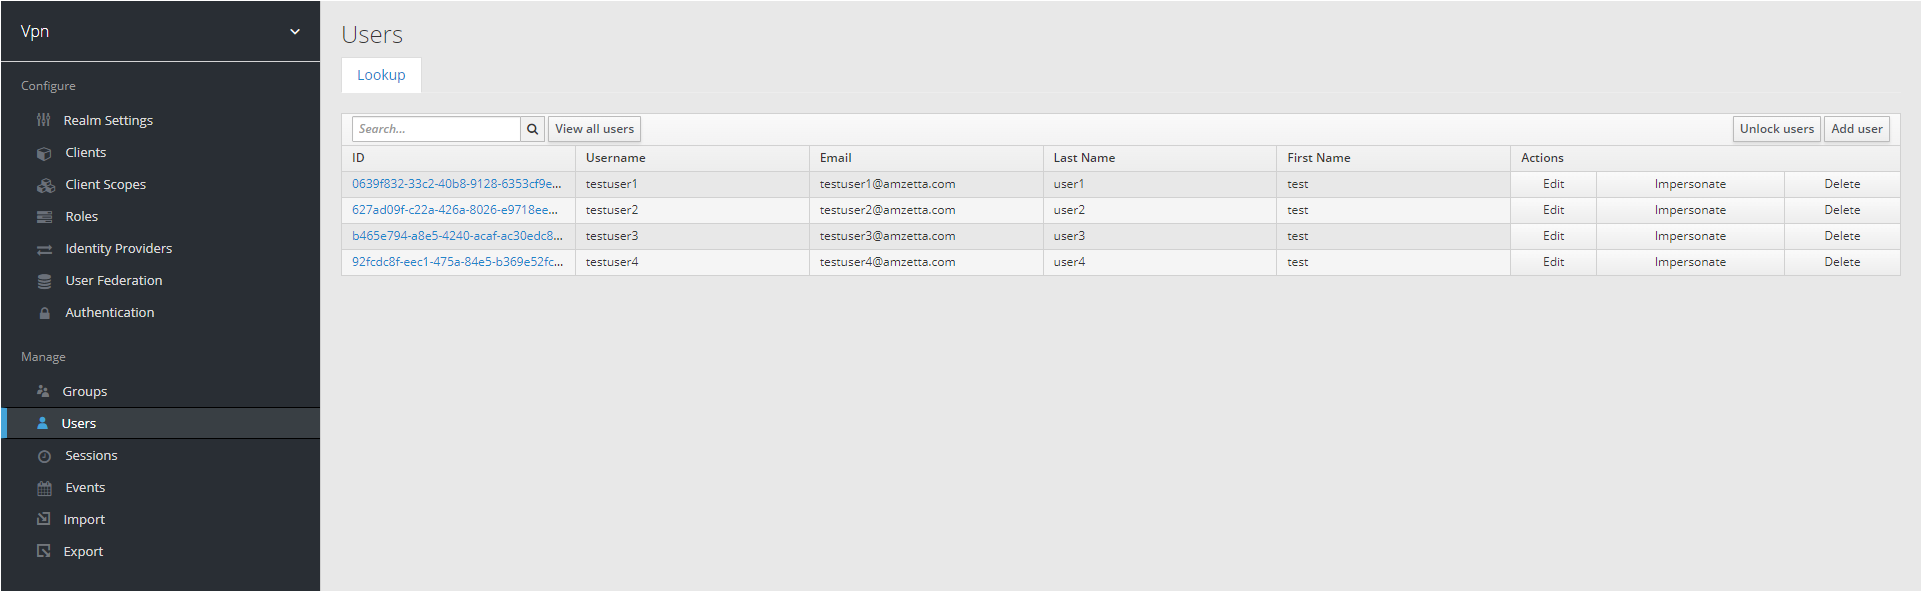 Vpn
Configure
Realm Settings
Clients
Client Scopes
Roles
Identity Providers
User Federation
Authentication
Manage
Groups
Users
Sessions
Events
Import
Export
Users
Lookup
Search... View all users Unlock users Add user
ID Username Email Last Name First Name Actions
0639f832-33c2-40b8-9128-6353cf9e... testuser1 testuser1@amzetta.com user1 test Edit Impersonate Delete
627ad09f-c22a-426a-8026-e9718ee... testuser2 testuser2@amzetta.com user2 test Edit Impersonate Delete
b465e794-a8e5-4240-acaf-ac30edc8... testuser3 testuser3@amzetta.com user3 test Edit Impersonate Delete
92fcdc8f-eec1-475a-84e5-b369e52fc... testuser4 testuser4@amzetta.com user4 test Edit Impersonate Delete